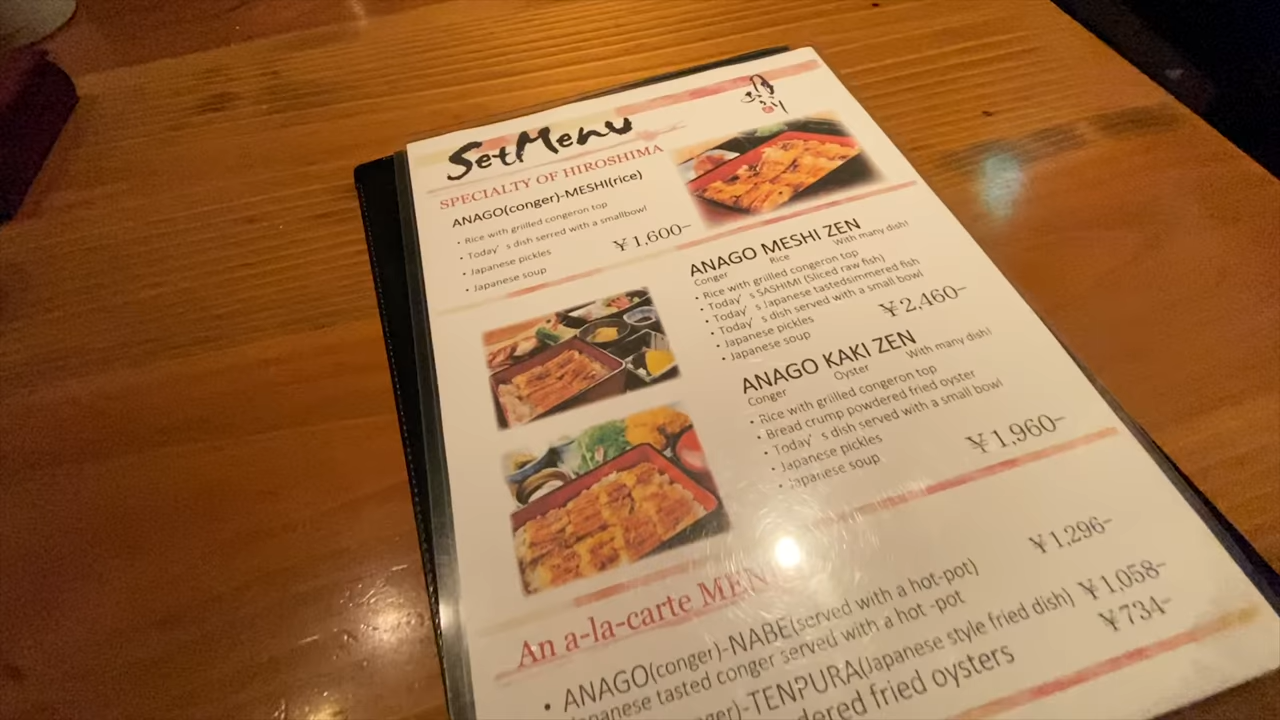 Set Menu
SPECIALTY OF HIROSHIMA
ANAGO(conger)-MESHI(rice)
・Rice with grilled congeron top
・Today's dish serred with a smallbowl
・Japanese pickles
・Japanese soup
¥1,600-
ANAGO MESHI ZEN
Conger Rice With many dish!
・Rice with grilled congeron top
・Today's SASHIMI (Sliced raw fish)
・Today's Japanese tastedsimmered fish
・Today's dish served with a small bowl
・Japanese pickles
・Japanese soup
¥2,460-
ANAGO KAKI ZEN
Conger Oyster With many dish!
・Rice with grilled congeron top
・Bread crump powdered fried oyster
・Today's dish served with a small bowl
・Japanese pickles
・Japanese soup
¥1,960-
An a-la-carte MEN
・ANAGO(conger)-NABE(served with a hot-pot) ¥1,296-
Japanese tasted conger served with a hot -pot
-TENPURA(Japanese style fried dish) ¥1,058-
fried oysters ¥734-